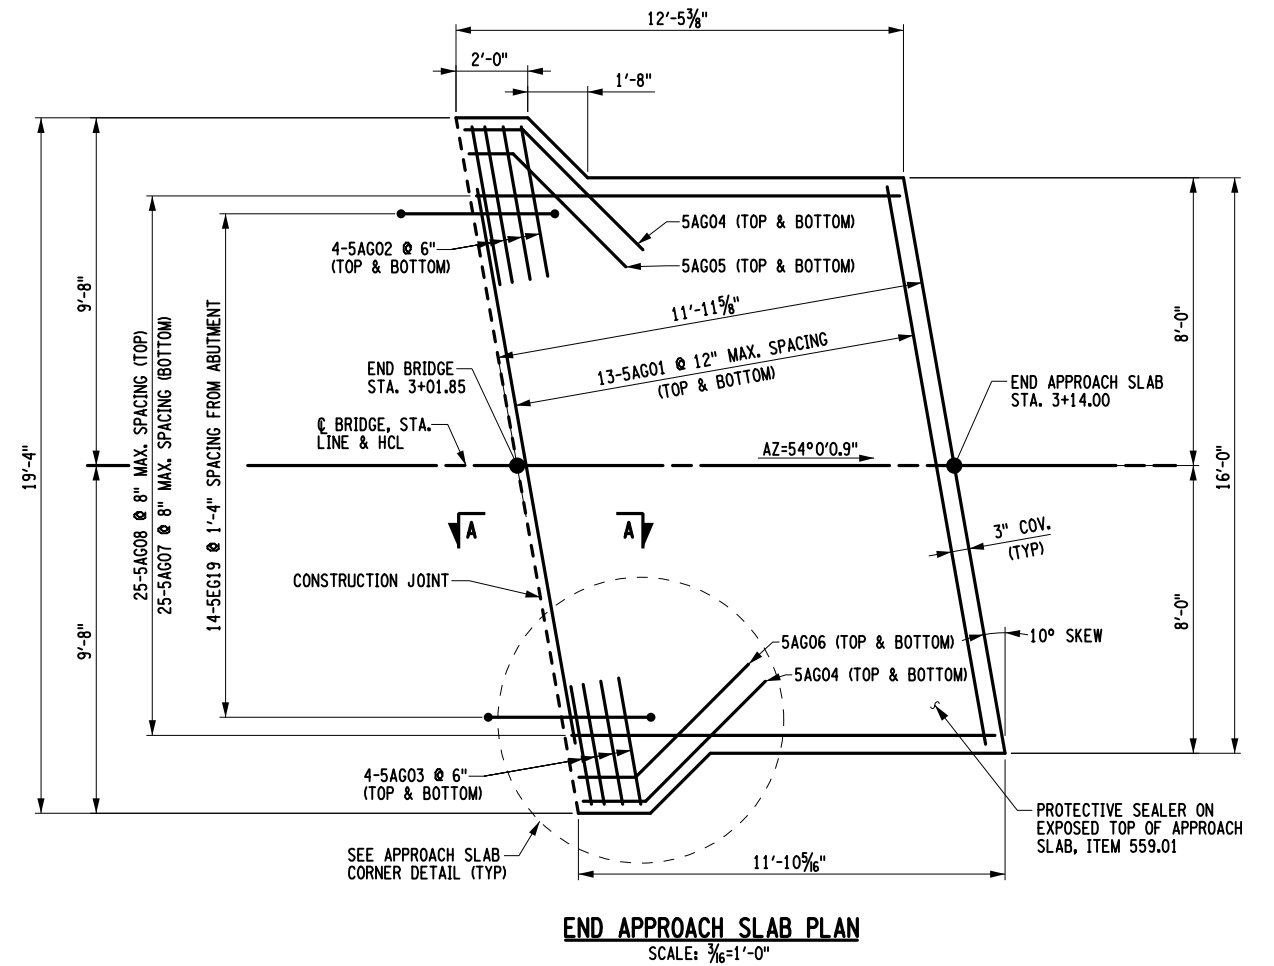 12'-5⅜"
2'-0"
1'-8"
5AG04 (TOP & BOTTOM)
4-5AG02 @ 6"
(TOP & BOTTOM)
5AG05 (TOP & BOTTOM)
9'-8"
8'-0"
11'-11⅝"
13-5AG01 @ 12" MAX. SPACING
(TOP & BOTTOM)
END BRIDGE
STA. 3+01.85
END APPROACH SLAB
STA. 3+14.00
℄ BRIDGE, STA.
LINE & HCL
AZ=54°0'0.9"
19'-4"
25-5AG08 @ 8" MAX. SPACING (TOP)
25-5AG07 @ 8" MAX. SPACING (BOTTOM)
14-5EG19 @ 1'-4" SPACING FROM ABUTMENT
16'-0"
A
A
3" COV.
(TYP)
CONSTRUCTION JOINT
9'-8"
8'-0"
10° SKEW
5AG06 (TOP & BOTTOM)
5AG04 (TOP & BOTTOM)
4-5AG03 @ 6"
(TOP & BOTTOM)
PROTECTIVE SEALER ON
EXPOSED TOP OF APPROACH
SLAB, ITEM 559.01
SEE APPROACH SLAB
CORNER DETAIL (TYP)
11'-10 5/16"
END APPROACH SLAB PLAN
SCALE: 3/16=1'-0"